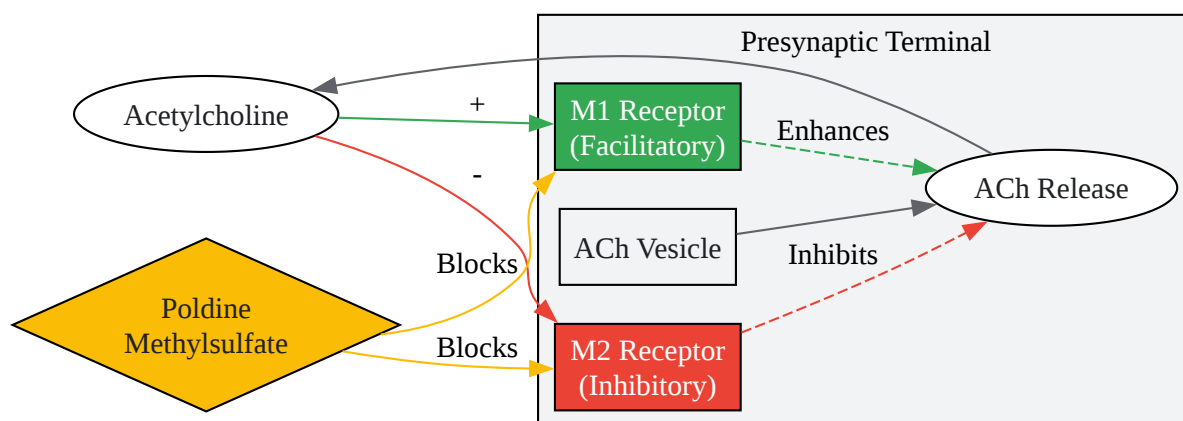 Presynaptic Terminal
Acetylcholine
+
-
M1 Receptor
(Facilitatory)
Enhances
ACh Release
ACh Vesicle
Inhibits
Blocks
Poldine
Methylsulfate
Blocks
M2 Receptor
(Inhibitory)